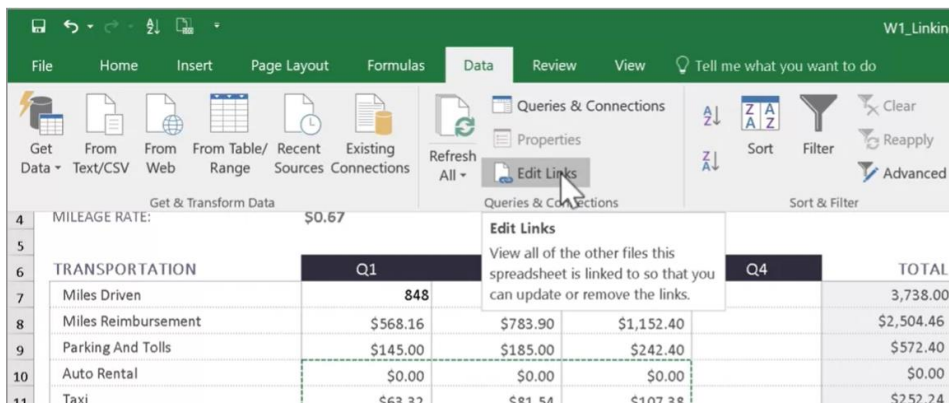 W1_Linkin
File Home Insert Page Layout Formulas Data Review View Tell me what you want to do
Get Data
From Text/CSV
From Web
From Table/ Range
Recent Sources
Existing Connections
Get & Transform Data
Refresh All
Queries & Connections
Properties
Edit Links
Queries & Connections
Sort
Filter
Clear
Reapply
Advanced
Sort & Filter
Edit Links
View all of the other files this
spreadsheet is linked to so that you
can update or remove the links.
4 MILEAGE RATE: $0.67
5
6 TRANSPORTATION Q1 Q4 TOTAL
7 Miles Driven 848 3,738.00
8 Miles Reimbursement $568.16 $783.90 $1,152.40 $2,504.46
9 Parking And Tolls $145.00 $185.00 $242.40 $572.40
10 Auto Rental $0.00 $0.00 $0.00 $0.00
11 Taxi $63.32 $81.54 $107.38 $252.24